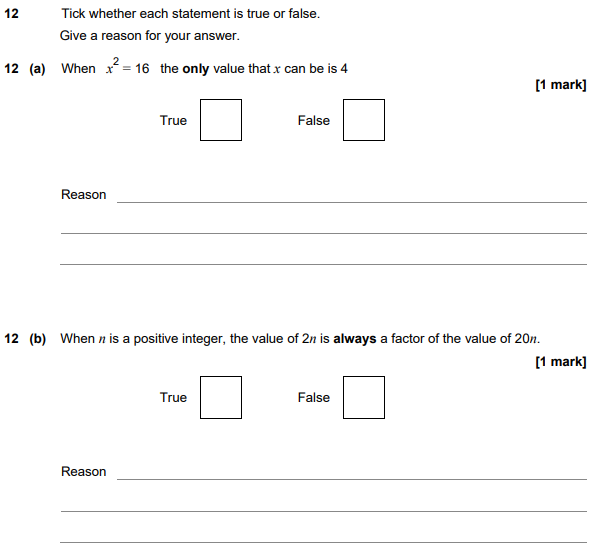 12 Tick whether each statement is true or false.
Give a reason for your answer.
12 (a) When x² = 16 the only value that x can be is 4
[1 mark]
True False
Reason
12 (b) When n is a positive integer, the value of 2n is always a factor of the value of 20n.
[1 mark]
True False
Reason